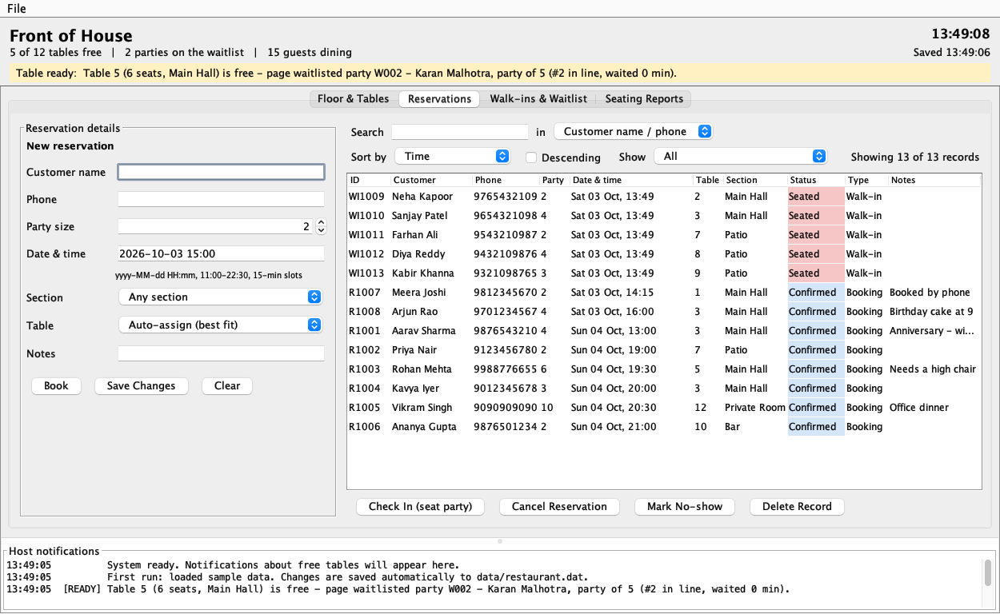 File
Front of House
13:49:08
5 of 12 tables free | 2 parties on the waitlist | 15 guests dining
Saved 13:49:06
Table ready: Table 5 (6 seats, Main Hall) is free - page waitlisted party W002 - Karan Malhotra, party of 5 (#2 in line, waited 0 min).
Floor & Tables Reservations Walk-ins & Waitlist Seating Reports
Reservation details
New reservation
Customer name
Phone
Party size 2
Date & time 2026-10-03 15:00
yyyy-MM-dd HH:mm, 11:00-22:30, 15-min slots
Section Any section
Table Auto-assign (best fit)
Notes
Book Save Changes Clear
Search in Customer name / phone
Sort by Time Descending Show All Showing 13 of 13 records
ID Customer Phone Party Date & time Table Section Status Type Notes
WI1009 Neha Kapoor 9765432109 2 Sat 03 Oct, 13:49 2 Main Hall Seated Walk-in
WI1010 Sanjay Patel 9654321098 4 Sat 03 Oct, 13:49 3 Main Hall Seated Walk-in
WI1011 Farhan Ali 9543210987 2 Sat 03 Oct, 13:49 7 Patio Seated Walk-in
WI1012 Diya Reddy 9432109876 4 Sat 03 Oct, 13:49 8 Patio Seated Walk-in
WI1013 Kabir Khanna 9321098765 3 Sat 03 Oct, 13:49 9 Patio Seated Walk-in
R1007 Meera Joshi 9812345670 2 Sat 03 Oct, 14:15 1 Main Hall Confirmed Booking Booked by phone
R1008 Arjun Rao 9701234567 4 Sat 03 Oct, 16:00 3 Main Hall Confirmed Booking Birthday cake at 9
R1001 Aarav Sharma 9876543210 4 Sun 04 Oct, 13:00 3 Main Hall Confirmed Booking Anniversary - wi...
R1002 Priya Nair 9123456780 2 Sun 04 Oct, 19:00 7 Patio Confirmed Booking
R1003 Rohan Mehta 9988776655 6 Sun 04 Oct, 19:30 5 Main Hall Confirmed Booking Needs a high chair
R1004 Kavya Iyer 9012345678 3 Sun 04 Oct, 20:00 3 Main Hall Confirmed Booking
R1005 Vikram Singh 9090909090 10 Sun 04 Oct, 20:30 12 Private Room Confirmed Booking Office dinner
R1006 Ananya Gupta 9876501234 2 Sun 04 Oct, 21:00 10 Bar Confirmed Booking
Check In (seat party) Cancel Reservation Mark No-show Delete Record
Host notifications
13:49:05 System ready. Notifications about free tables will appear here.
13:49:05 First run: loaded sample data. Changes are saved automatically to data/restaurant.dat.
13:49:05 [READY] Table 5 (6 seats, Main Hall) is free - page waitlisted party W002 - Karan Malhotra, party of 5 (#2 in line, waited 0 min).